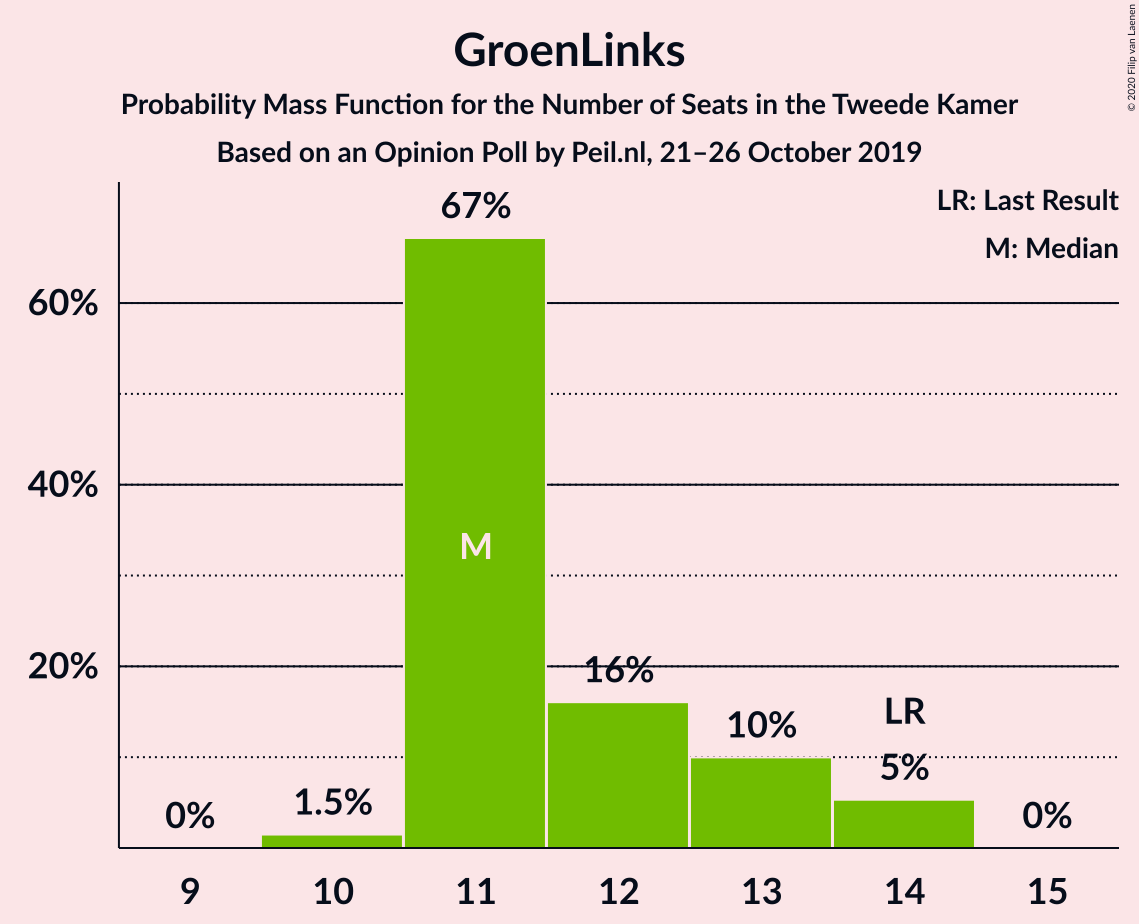 GroenLinks
Probability Mass Function for the Number of Seats in the Tweede Kamer
Based on an Opinion Poll by Peil.nl, 21–26 October 2019
© 2020 Filip van Laenen
LR: Last Result
M: Median
60%
40%
20%
0%
1.5%
67%
M
16%
10%
LR
5%
0%
9
10
11
12
13
14
15